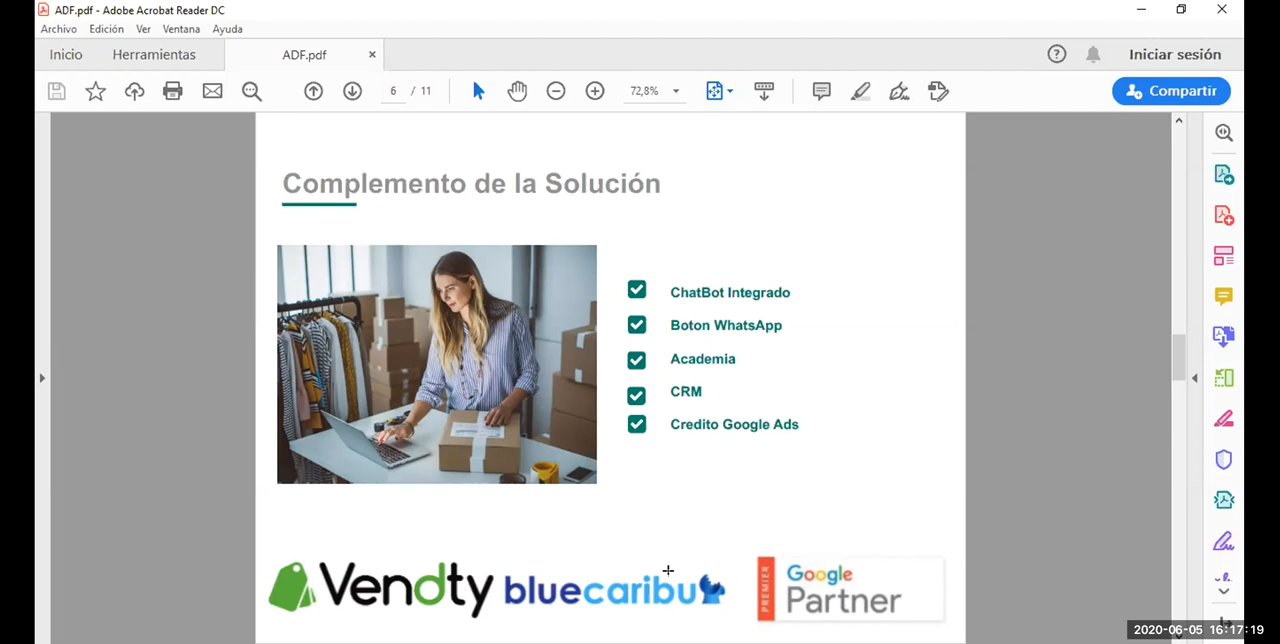 ADF.pdf - Adobe Acrobat Reader DC
Archivo Edición Ver Ventana Ayuda
Inicio Herramientas ADF.pdf × Iniciar sesión
6 / 11 72,8% Compartir
Complemento de la Solución
ChatBot Integrado
Boton WhatsApp
Academia
CRM
Credito Google Ads
Vendty bluecaribu PREMIER Google Partner
2020-06-05 16:17:19